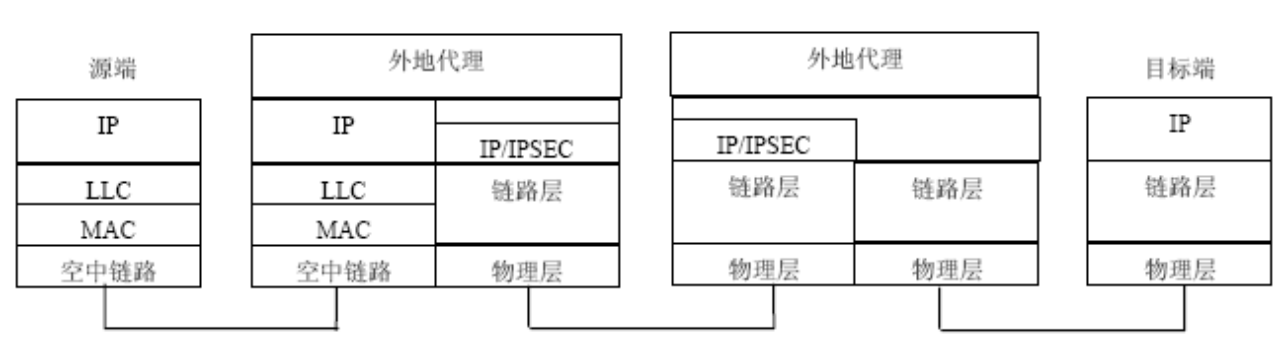 源端
外地代理
外地代理
目标端
IP
IP
IP/IPSEC
IP/IPSEC
IP
LLC
LLC
链路层
链路层
链路层
链路层
MAC
MAC
空中链路
空中链路
物理层
物理层
物理层
物理层